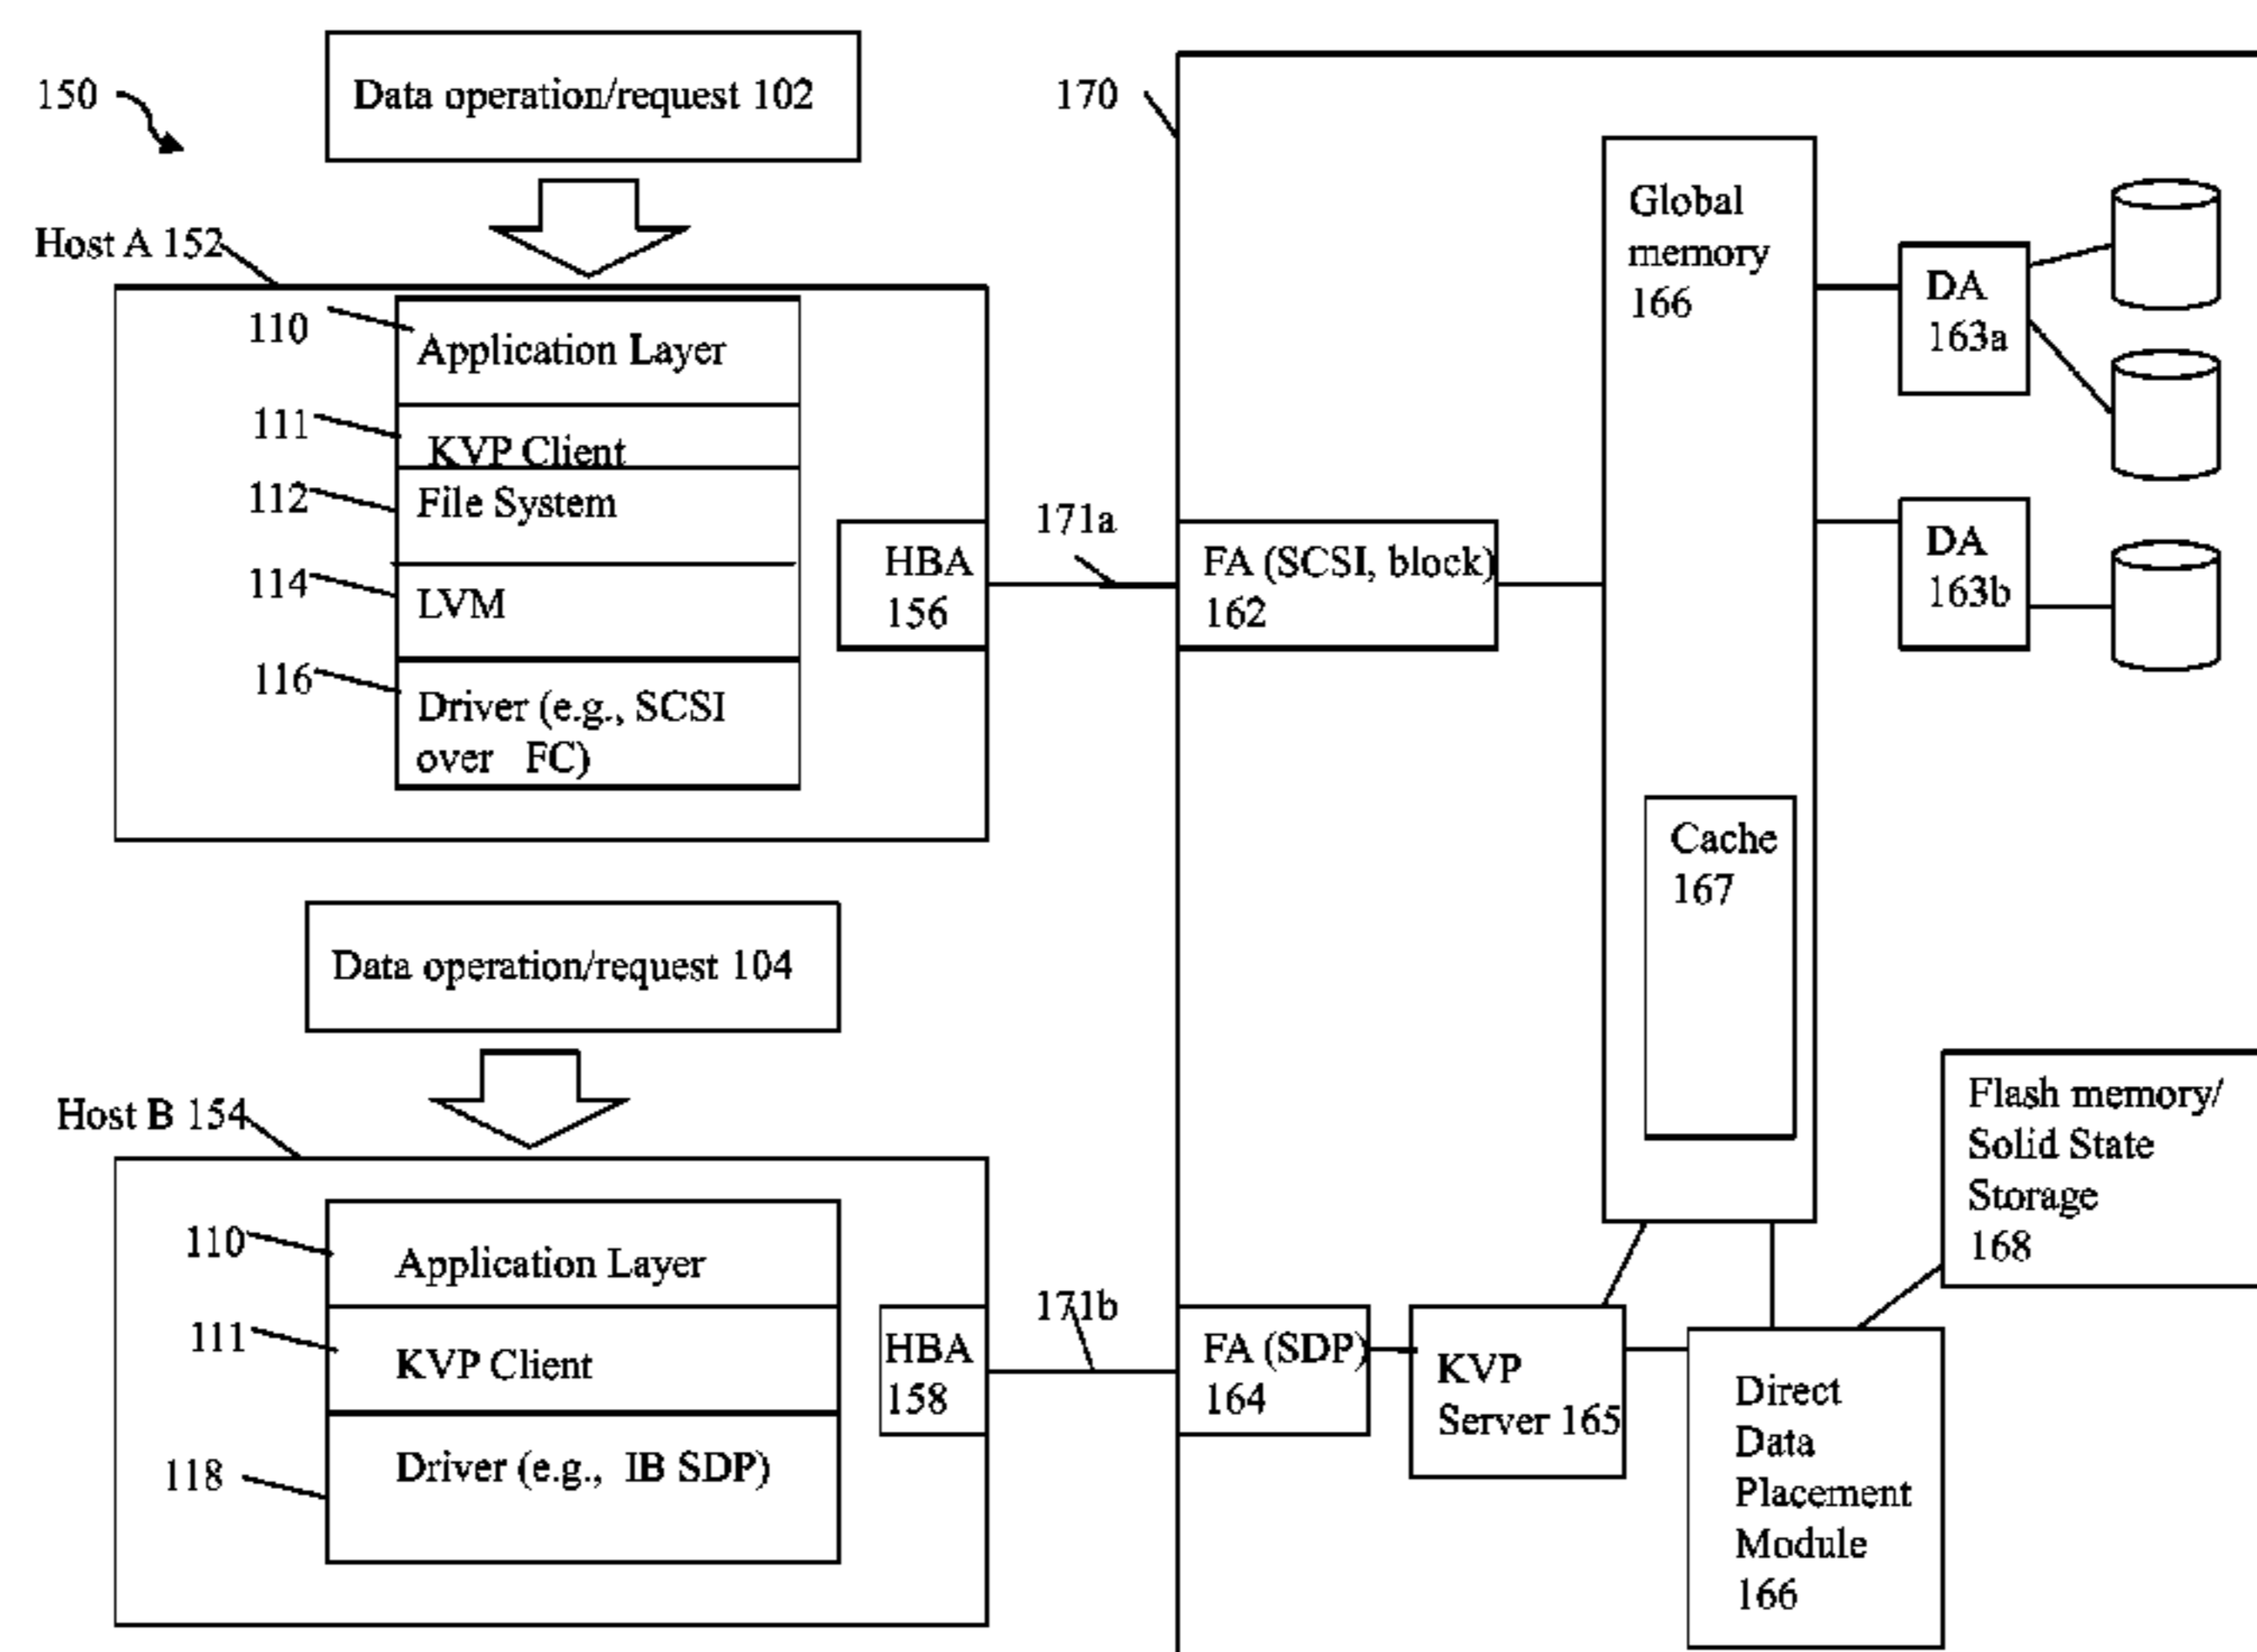 150
Data operation/request 102
Host A 152
110
Application Layer
111
KVP Client
112
File System
114
LVM
116
Driver (e.g., SCSI
over FC)
HBA
156
171a
170
FA (SCSI, block)
162
Global
memory
166
DA
163a
DA
163b
Cache
167
Data operation/request 104
Host B 154
110
Application Layer
111
KVP Client
118
Driver (e.g., IB SDP)
HBA
158
171b
FA (SDP)
164
KVP
Server 165
Flash memory/
Solid State
Storage
168
Direct
Data
Placement
Module
166